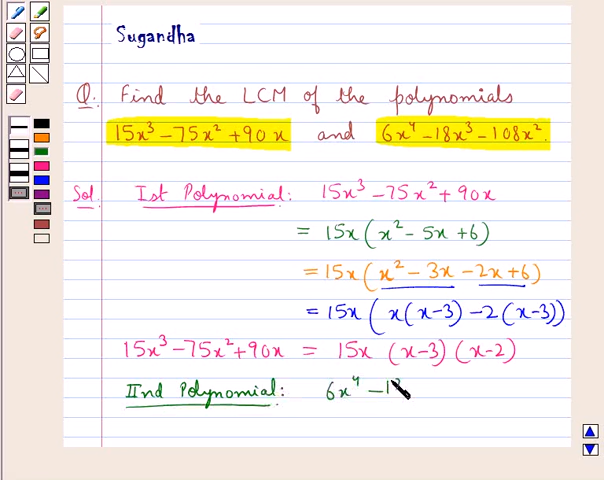 Sugandha
Q. Find the LCM of the polynomials
15x³ - 75x² + 90x and 6x⁴ - 18x³ - 108x².
Sol. Ist Polynomial: 15x³ - 75x² + 90x
= 15x (x² - 5x + 6)
= 15x (x² - 3x - 2x + 6)
= 15x (x(x-3) - 2(x-3))
15x³ - 75x² + 90x = 15x (x-3) (x-2)
IInd Polynomial: 6x⁴ - 18